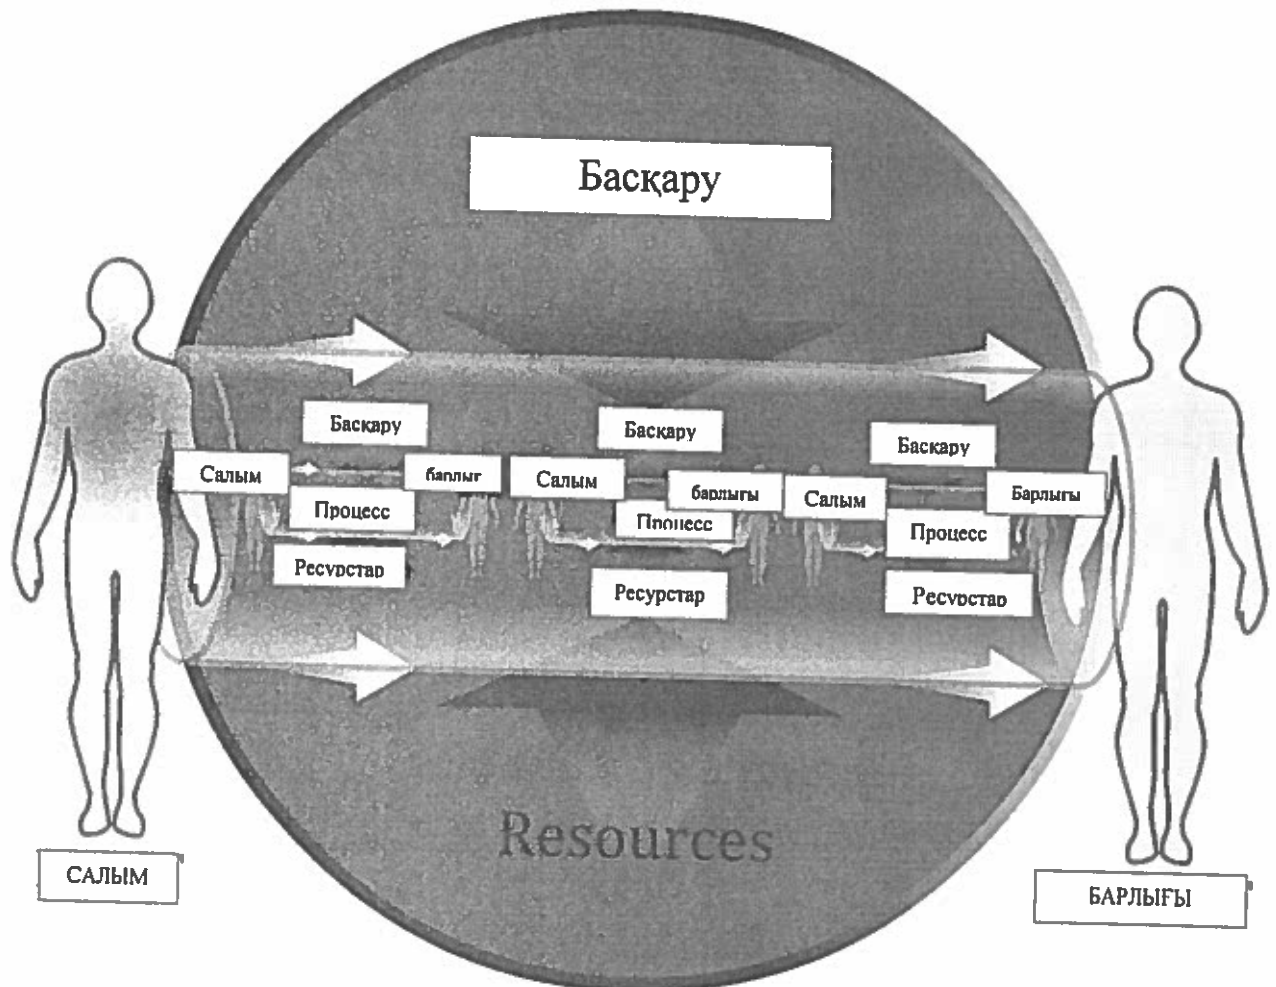 Басқару
Басқару
Басқару
Басқару
Салым
барлығ
Салым
барлығы
Салым
Барлығы
Процесс
Процесс
Процесс
Ресурстар
Ресурстар
Ресурстар
Resources
САЛЫМ
БАРЛЫҒЫ